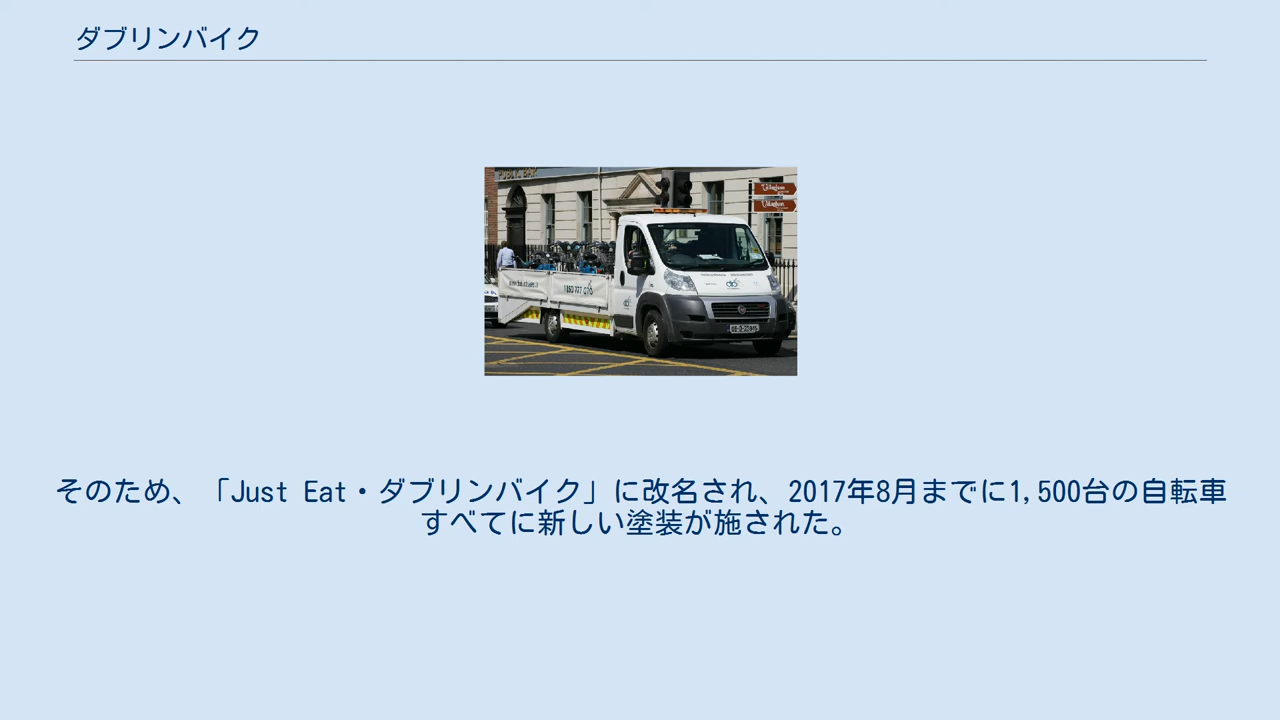 ダブリンバイク
そのため、「Just Eat・ダブリンバイク」に改名され、2017年8月までに1,500台の自転車
すべてに新しい塗装が施された。